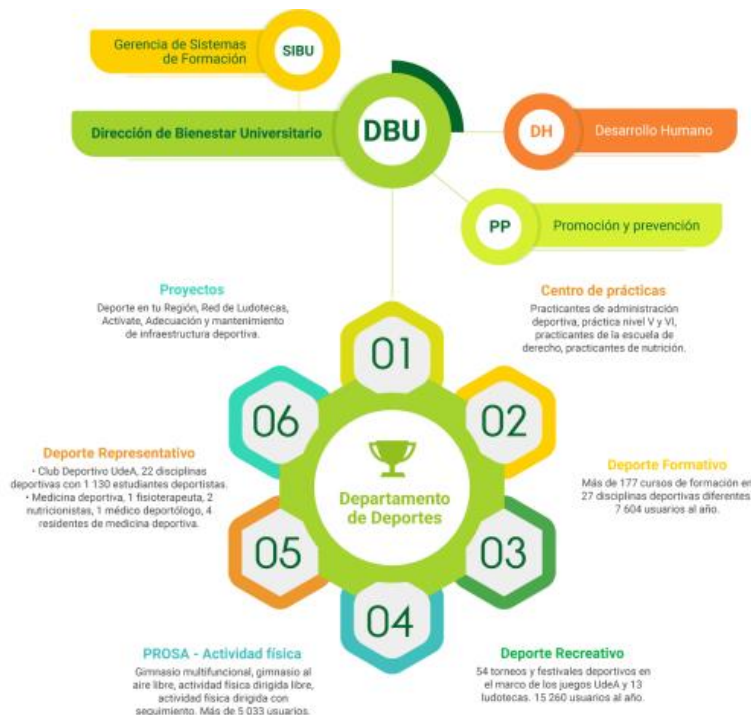 Gerencia de Sistemas
de Formación
SIBU
Dirección de Bienestar Universitario
DBU
DH
Desarrollo Humano
PP
Promoción y prevención
Proyectos
Deporte en tu Región, Red de Ludotecas,
Actívate, Adecuación y mantenimiento
de infraestructura deportiva.
Centro de prácticas
Practicantes de administración
deportiva, práctica nivel V y VI,
practicantes de la escuela de
derecho, practicantes de nutrición.
01
06
02
Deporte Representativo
• Club Deportivo UdeA, 22 disciplinas
deportivas con 1 130 estudiantes deportistas.
• Medicina deportiva, 1 fisioterapeuta, 2
nutricionistas, 1 médico deportólogo, 4
residentes de medicina deportiva.
Departamento
de Deportes
Deporte Formativo
Más de 177 cursos de formación en
27 disciplinas deportivas diferentes
7 604 usuarios al año.
05
03
04
PROSA - Actividad física
Gimnasio multifuncional, gimnasio al
aire libre, actividad física dirigida libre,
actividad física dirigida con
seguimiento. Más de 5 033 usuarios.
Deporte Recreativo
54 torneos y festivales deportivos en
el marco de los juegos UdeA y 13
ludotecas. 15 260 usuarios al año.